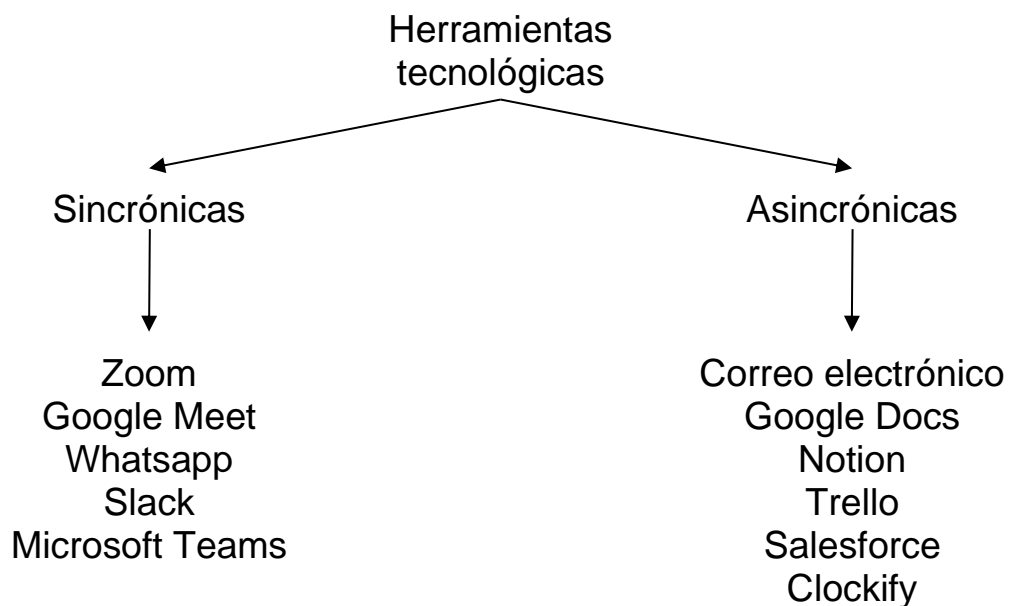 Herramientas
tecnológicas
Sincrónicas
Asincrónicas
Zoom
Google Meet
Whatsapp
Slack
Microsoft Teams
Correo electrónico
Google Docs
Notion
Trello
Salesforce
Clockify